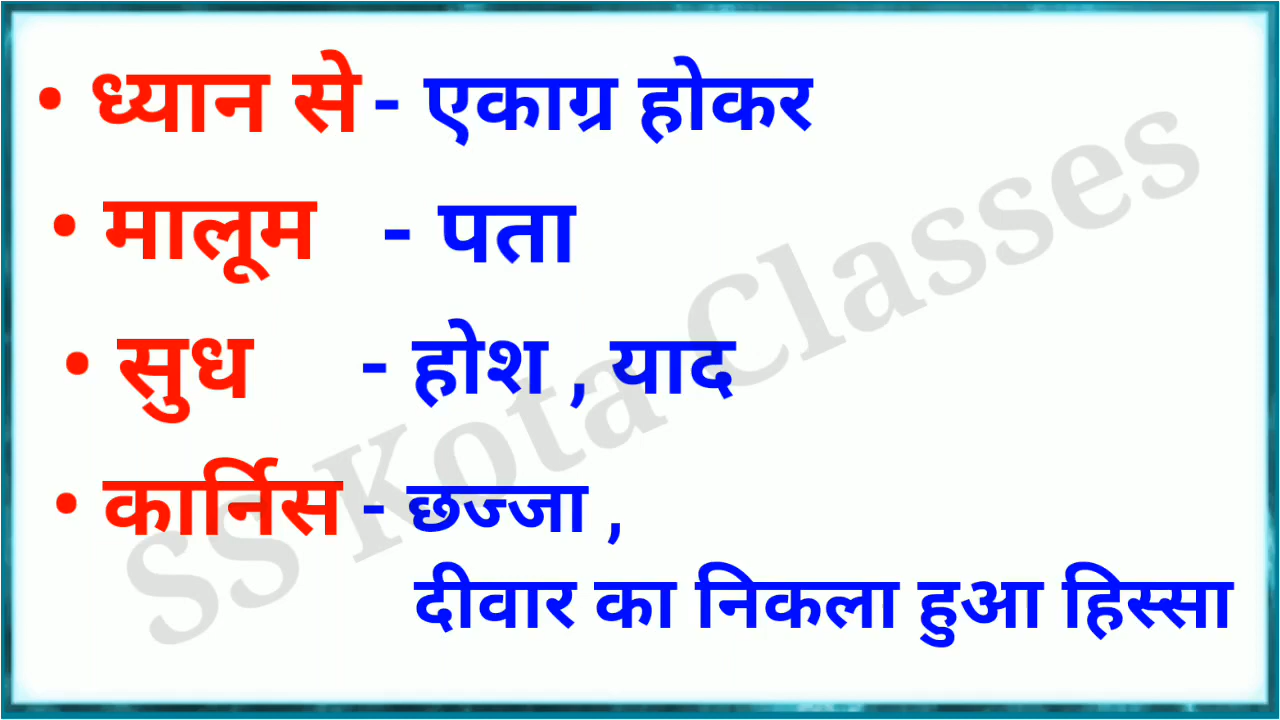 • ध्यान से - एकाग्र होकर
• मालूम - पता
• सुध - होश , याद
• कार्निस - छज्जा ,
दीवार का निकला हुआ हिस्सा
SS Kota Classes